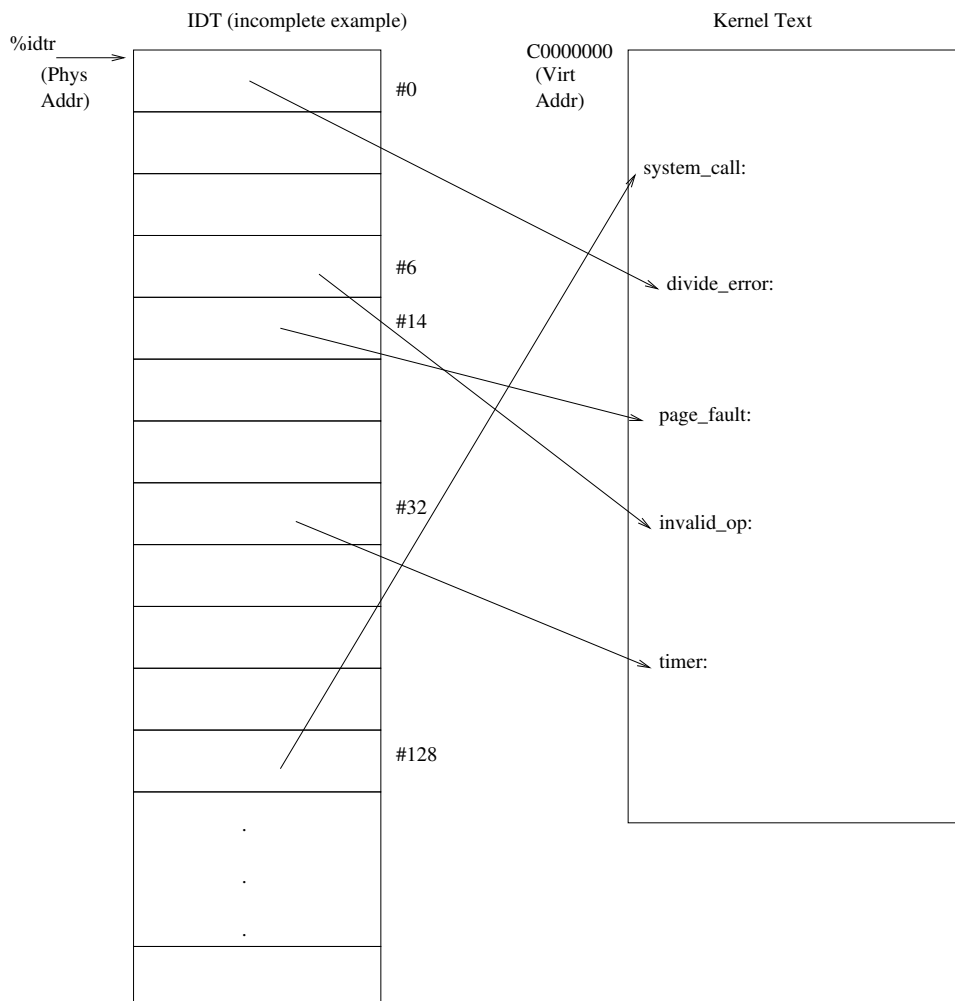 IDT (incomplete example)
Kernel Text
%idtr
(Phys
Addr)
C0000000
(Virt
Addr)
#0
system_call:
#6
divide_error:
#14
page_fault:
#32
invalid_op:
timer:
#128
.
.
.